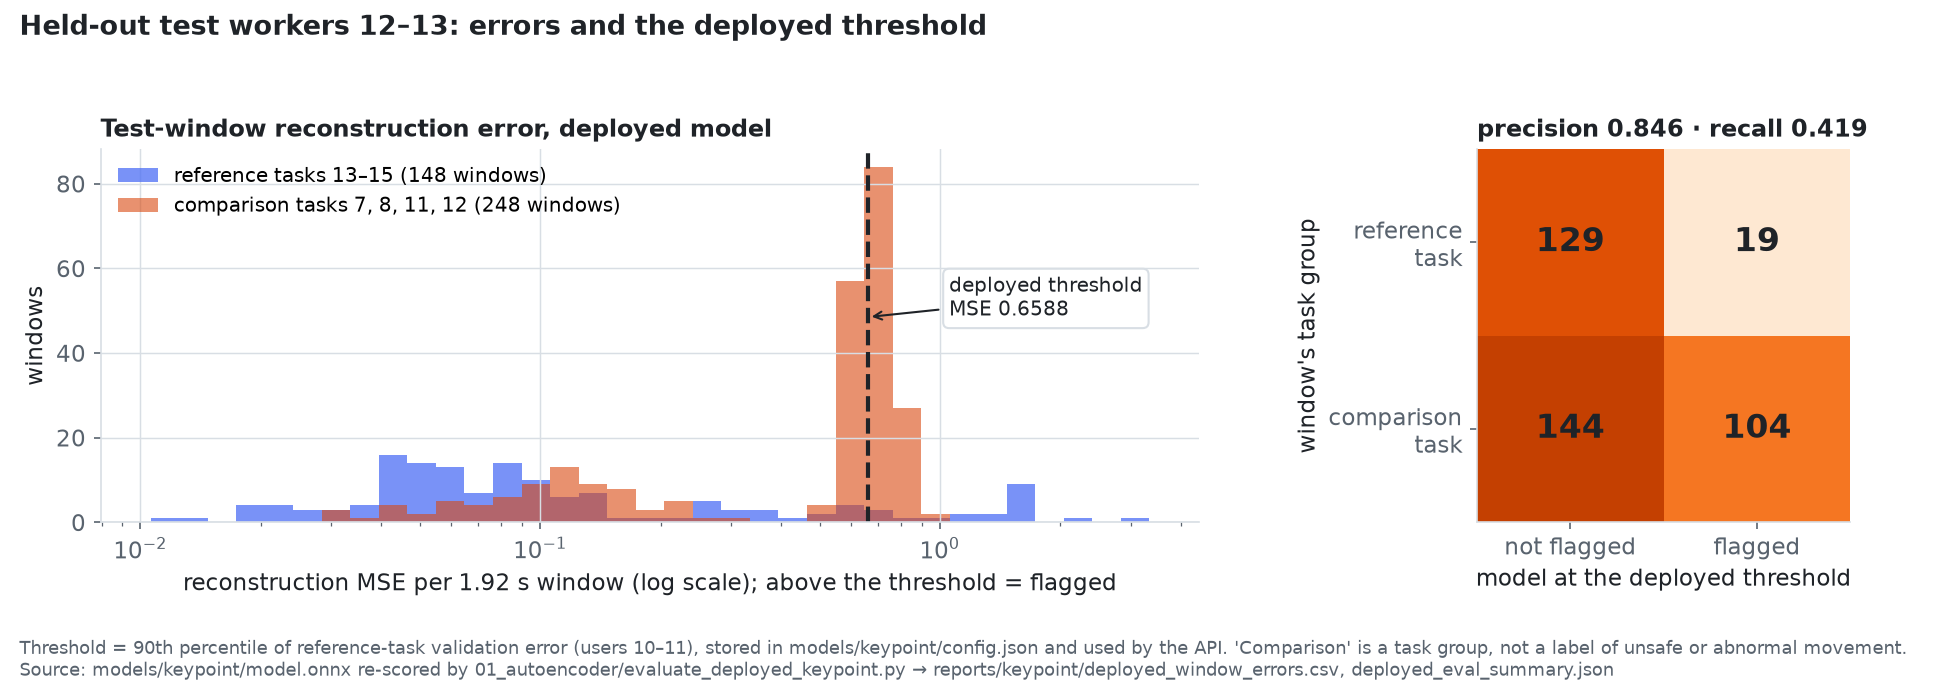 Held-out test workers 12–13: errors and the deployed threshold
Test-window reconstruction error, deployed model
reference tasks 13–15 (148 windows)
comparison tasks 7, 8, 11, 12 (248 windows)
deployed threshold
MSE 0.6588
windows
80
60
40
20
0
10⁻²
10⁻¹
10⁰
reconstruction MSE per 1.92 s window (log scale); above the threshold = flagged
precision 0.846 · recall 0.419
window's task group
reference
task
129
19
comparison
task
144
104
not flagged
flagged
model at the deployed threshold
Threshold = 90th percentile of reference-task validation error (users 10–11), stored in models/keypoint/config.json and used by the API. 'Comparison' is a task group, not a label of unsafe or abnormal movement.
Source: models/keypoint/model.onnx re-scored by 01_autoencoder/evaluate_deployed_keypoint.py → reports/keypoint/deployed_window_errors.csv, deployed_eval_summary.json